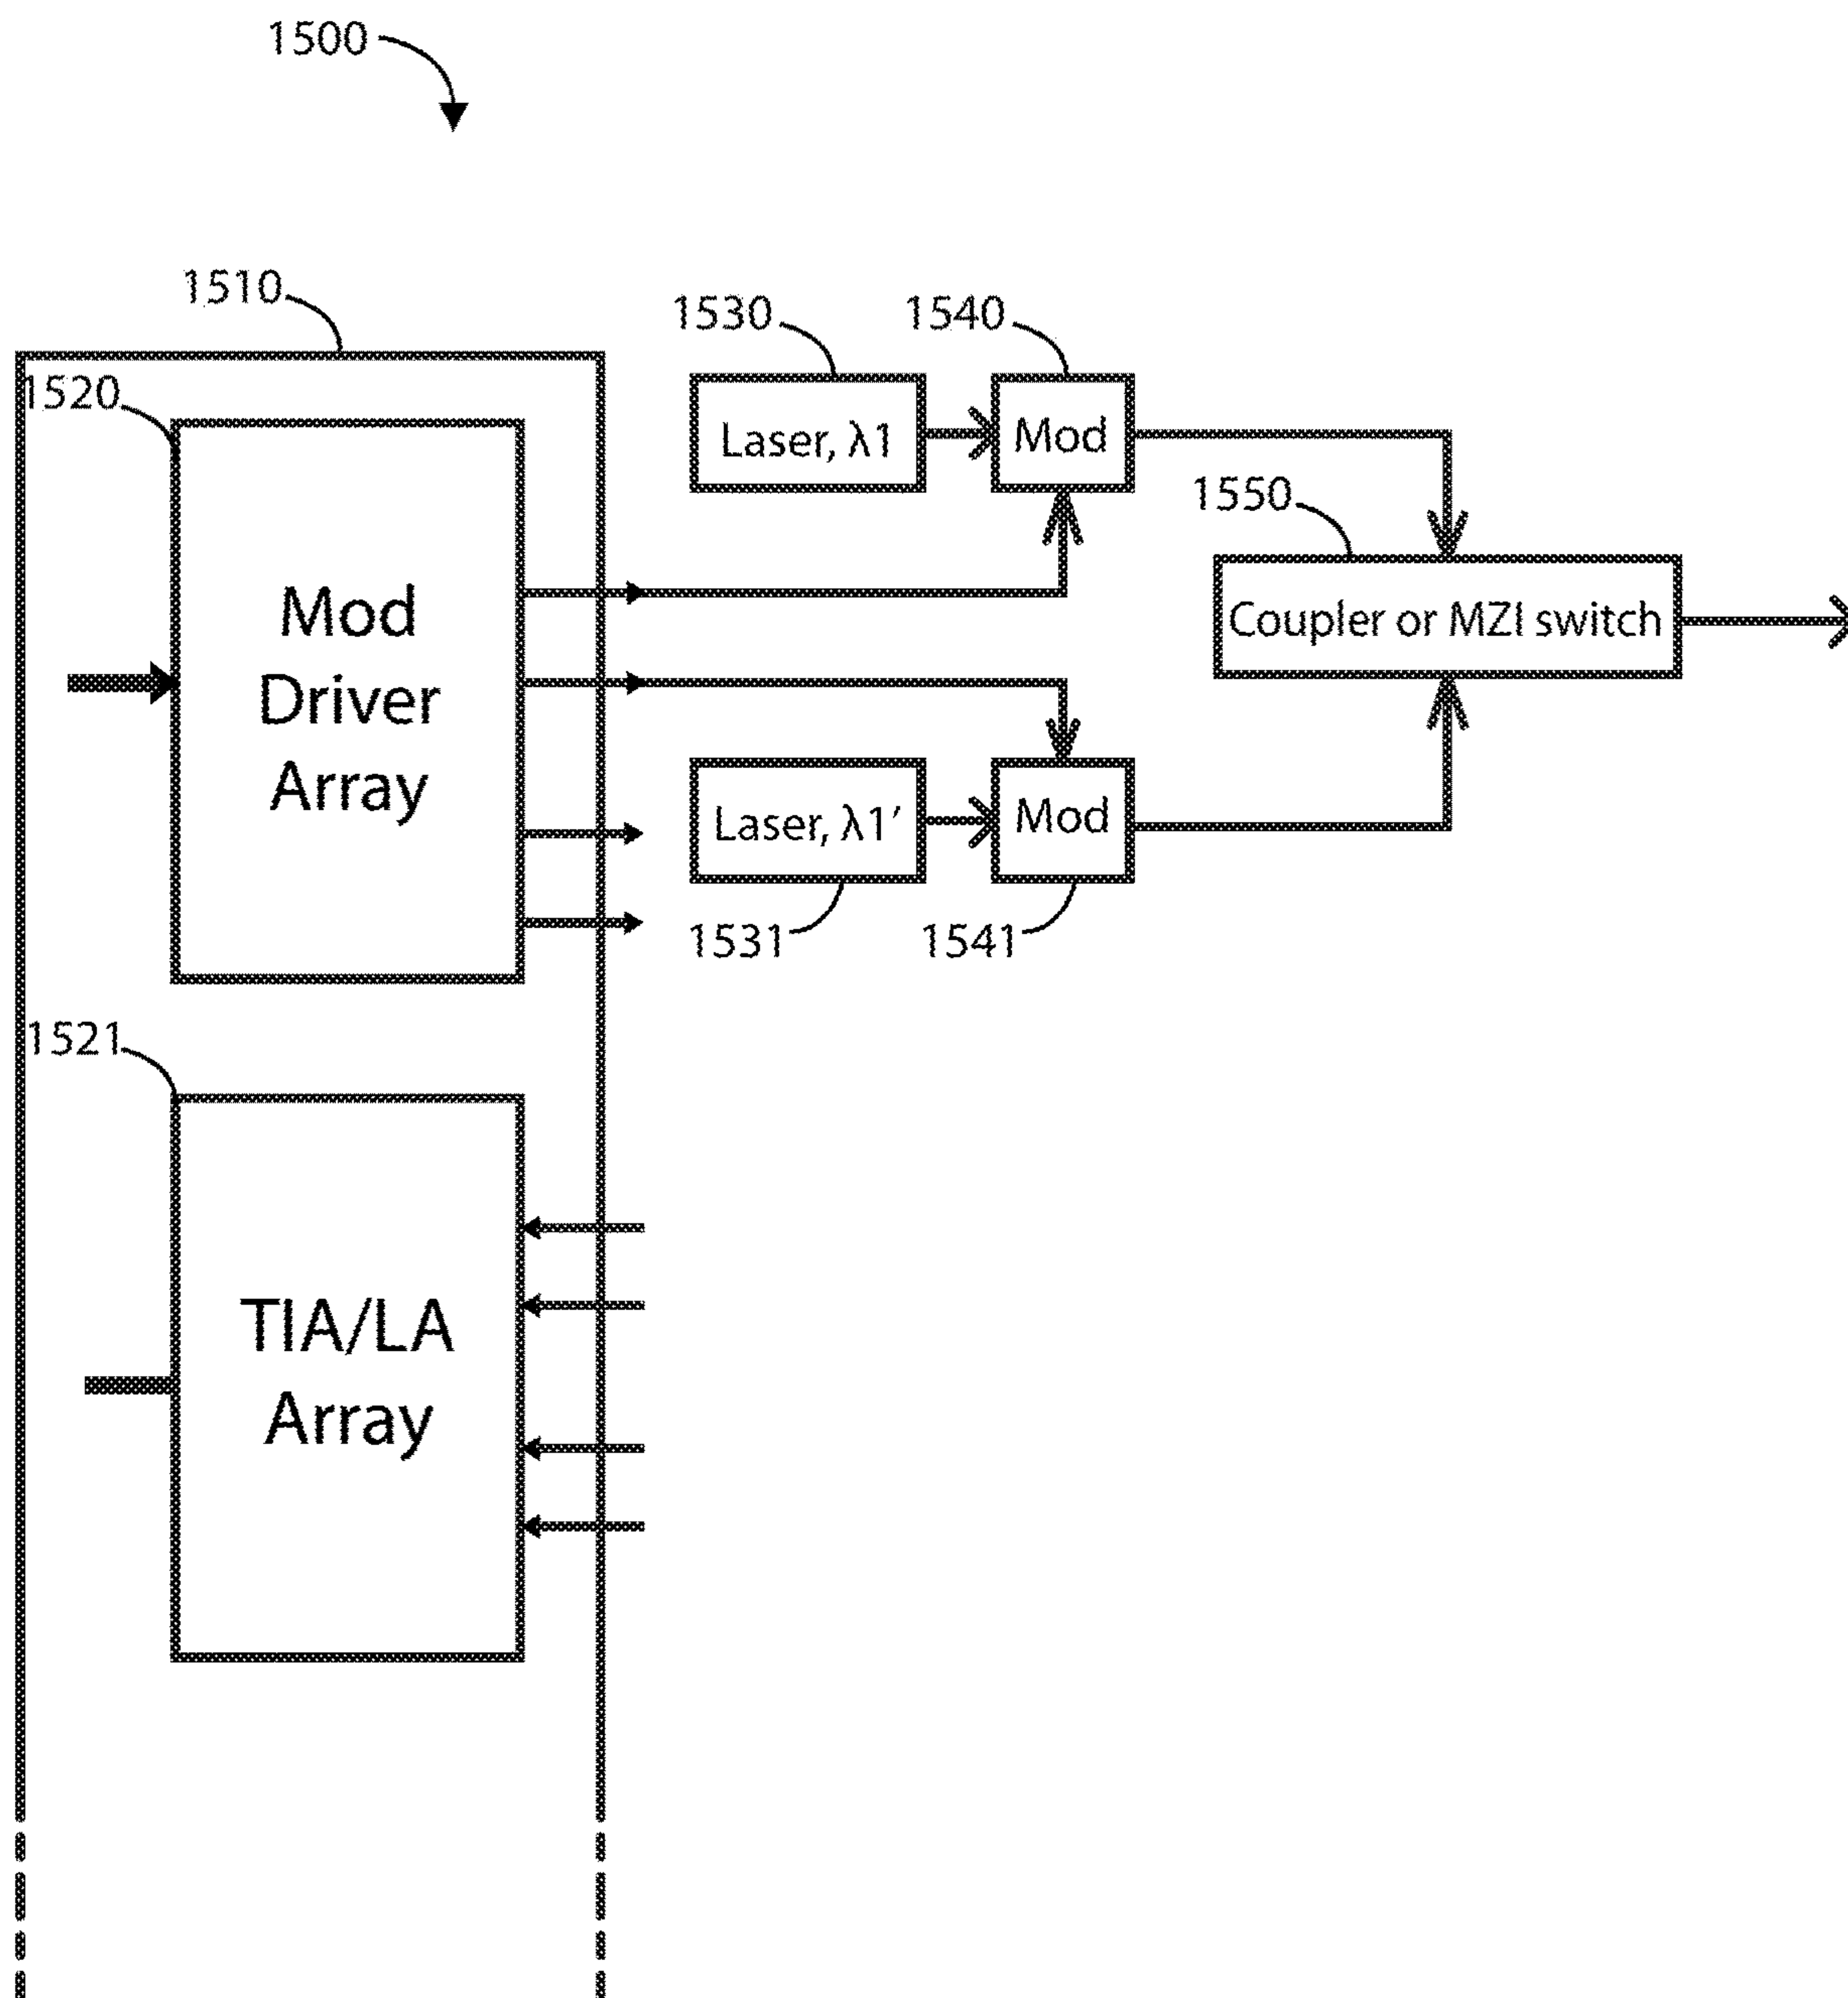 1500
1510
1530
1540
1520
Laser, λ1
Mod
1550
Mod
Driver
Array
Coupler or MZI switch
Laser, λ1′
Mod
1531
1541
1521
TIA/LA
Array